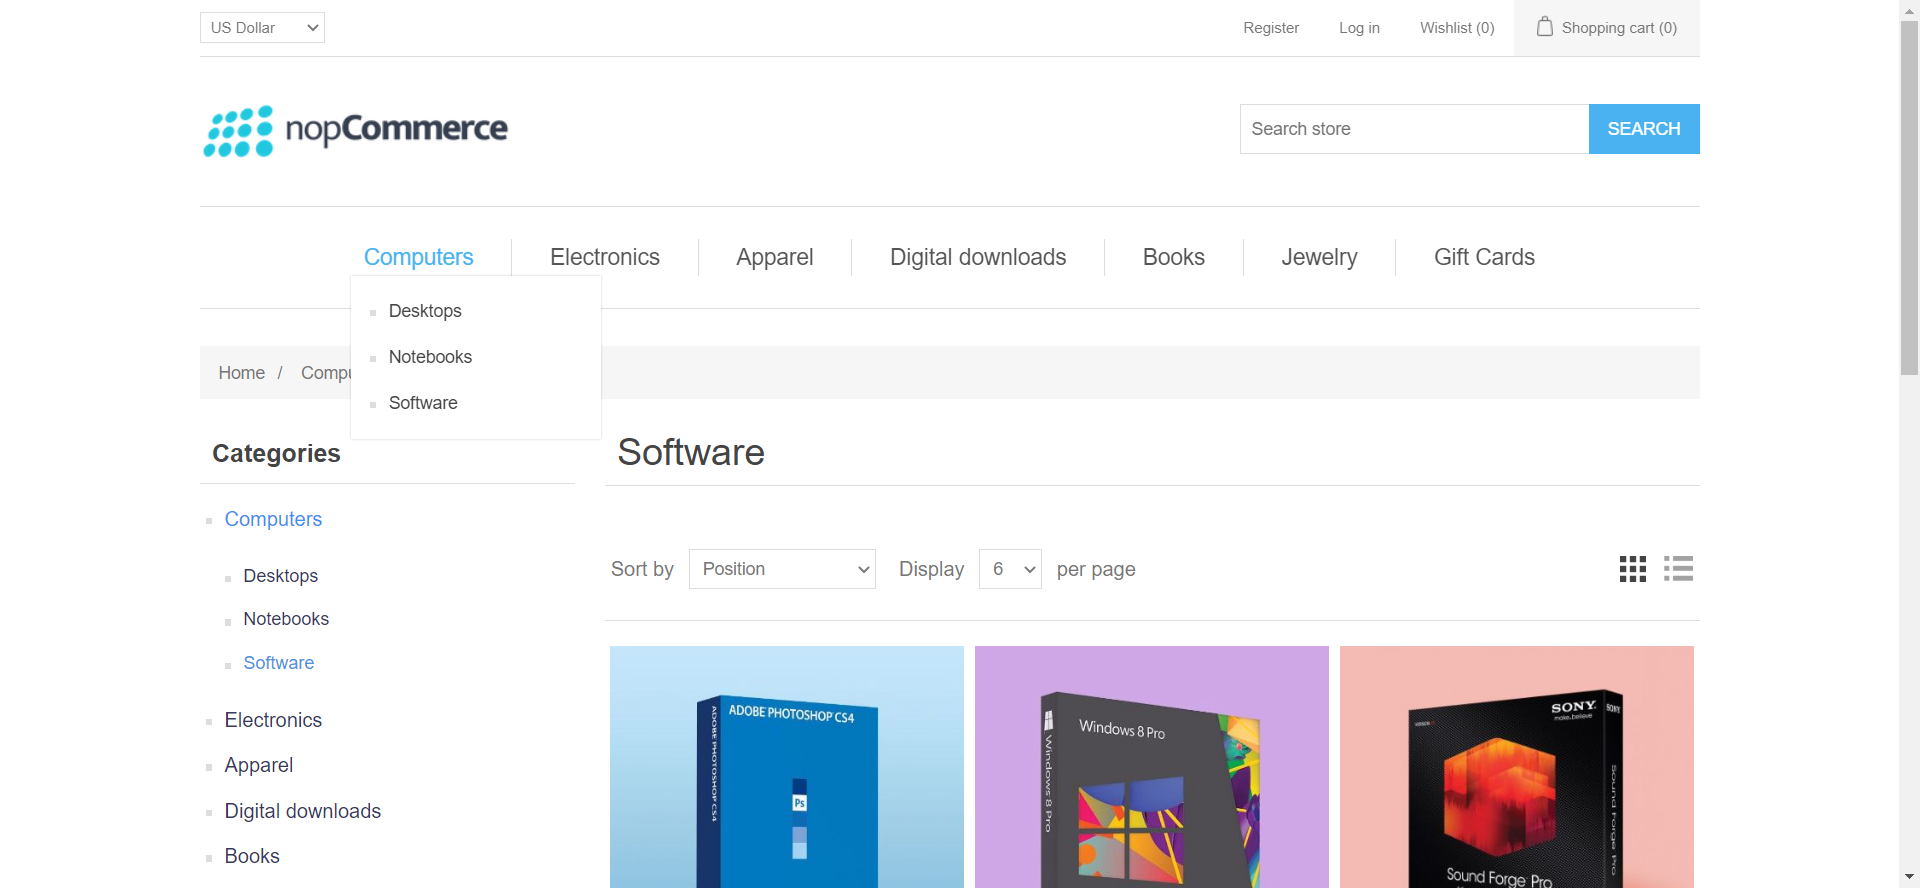 US Dollar
Register
Log in
Wishlist (0)
Shopping cart (0)
nopCommerce
Search store
SEARCH
Computers
Electronics
Apparel
Digital downloads
Books
Jewelry
Gift Cards
Desktops
Notebooks
Software
Home / Compu
Categories
Computers
Desktops
Notebooks
Software
Electronics
Apparel
Digital downloads
Books
Software
Sort by Position Display 6 per page
ADOBE PHOTOSHOP CS4
ADOBE PHOTOSHOP CS4
Ps
Windows 8 Pro
Windows 8 Pro
SONY
make.believe
SONY
Sound Forge Pro
Sound Forge Pro